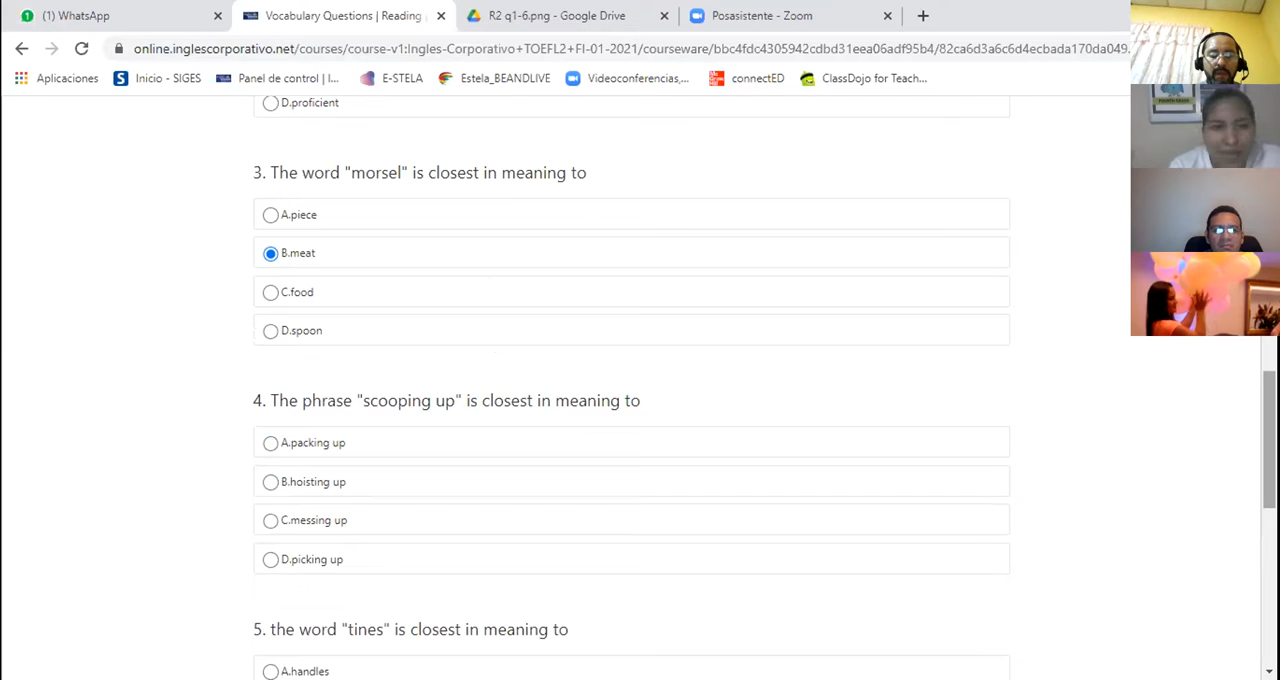 (1) WhatsApp
Vocabulary Questions | Reading
R2 q1-6.png - Google Drive
Posasistente - Zoom
online.inglescorporativo.net/courses/course-v1:Ingles-Corporativo+TOEFL2+FI-01-2021/courseware/bbc4fdc4305942cdbd31eea06adf95b4/82ca6d3a6c6d4ecbada170da049.
Aplicaciones
Inicio - SIGES
Panel de control | I...
E-STELA
Estela_BEANDLIVE
Videoconferencias,...
connectED
ClassDojo for Teach...
D.proficient
3. The word "morsel" is closest in meaning to
A.piece
B.meat
C.food
D.spoon
4. The phrase "scooping up" is closest in meaning to
A.packing up
B.hoisting up
C.messing up
D.picking up
5. the word "tines" is closest in meaning to
A.handles